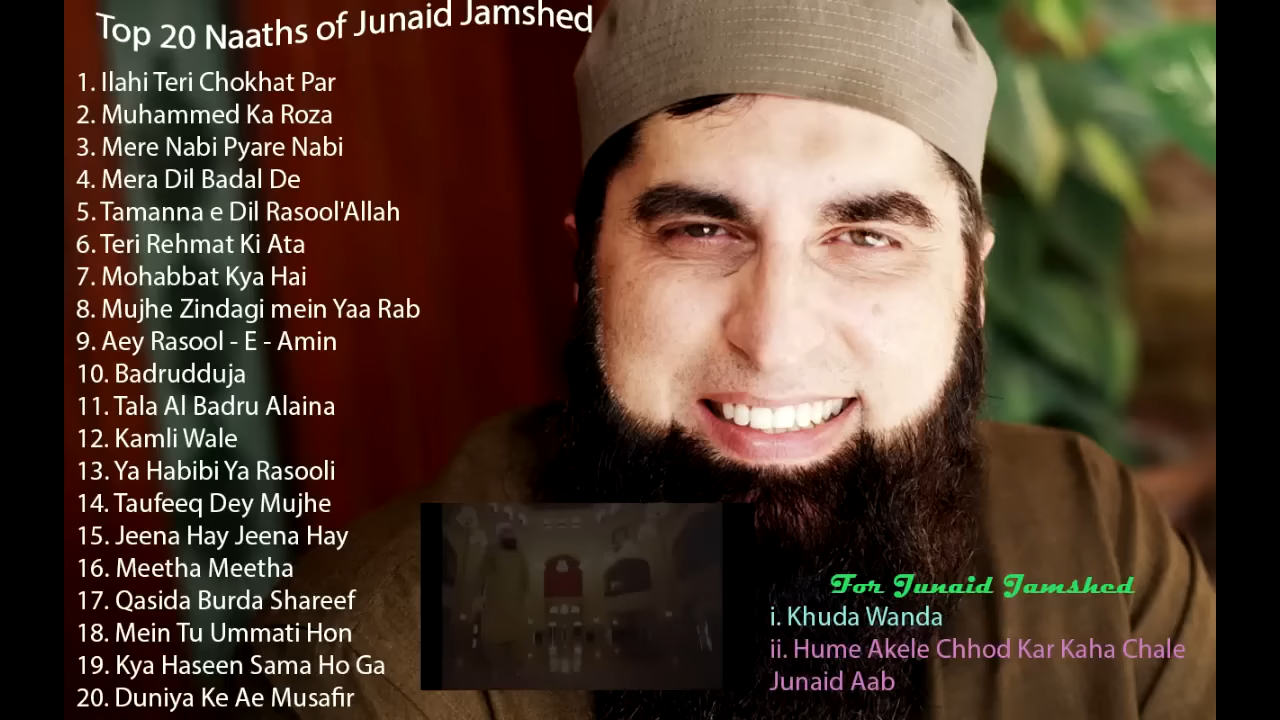 Top 20 Naaths of Junaid Jamshed
1. Ilahi Teri Chokhat Par
2. Muhammed Ka Roza
3. Mere Nabi Pyare Nabi
4. Mera Dil Badal De
5. Tamanna e Dil Rasool'Allah
6. Teri Rehmat Ki Ata
7. Mohabbat Kya Hai
8. Mujhe Zindagi mein Yaa Rab
9. Aey Rasool - E - Amin
10. Badrudduja
11. Tala Al Badru Alaina
12. Kamli Wale
13. Ya Habibi Ya Rasooli
14. Taufeeq Dey Mujhe
15. Jeena Hay Jeena Hay
16. Meetha Meetha
17. Qasida Burda Shareef
18. Mein Tu Ummati Hon
19. Kya Haseen Sama Ho Ga
20. Duniya Ke Ae Musafir
For Junaid Jamshed
i. Khuda Wanda
ii. Hume Akele Chhod Kar Kaha Chale
Junaid Aab